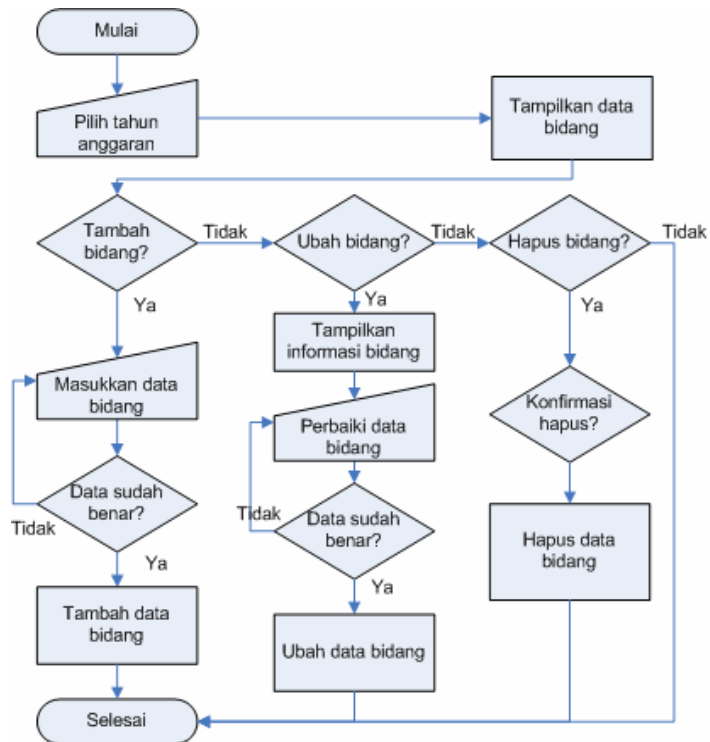 Mulai
Pilih tahun
anggaran
Tampilkan data
bidang
Tambah
bidang?
Tidak
Ubah bidang?
Tidak
Hapus bidang?
Tidak
Ya
Ya
Ya
Tampilkan
informasi bidang
Masukkan data
bidang
Perbaiki data
bidang
Konfirmasi
hapus?
Data sudah
benar?
Tidak
Ya
Data sudah
benar?
Tidak
Ya
Hapus data
bidang
Tambah data
bidang
Ubah data bidang
Selesai